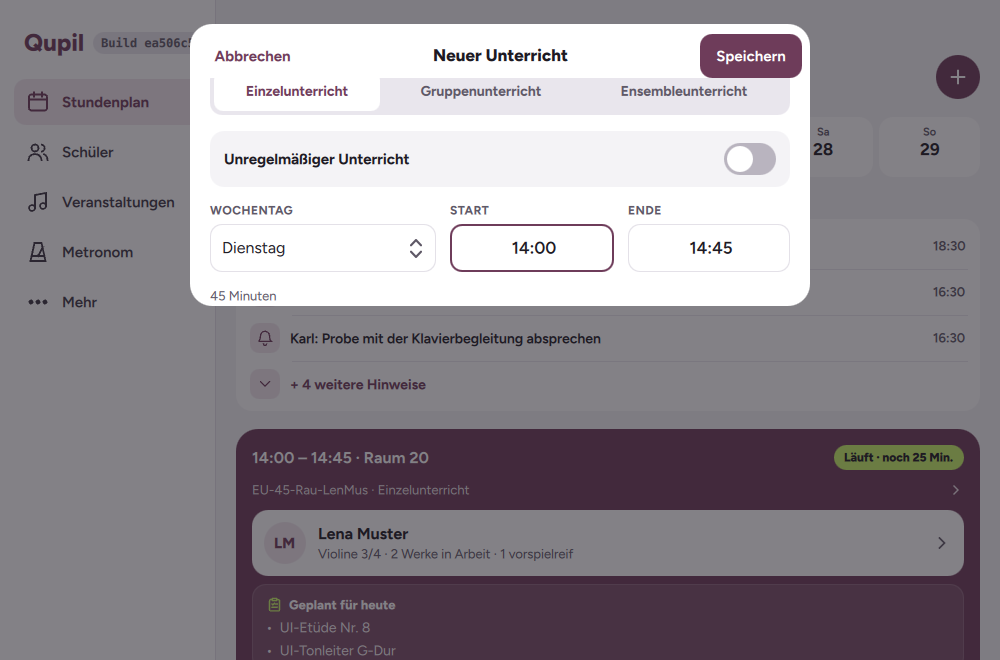 Qupil
Build ea506c5
Abbrechen
Neuer Unterricht
Speichern
Einzelunterricht
Gruppenunterricht
Ensembleunterricht
Unregelmäßiger Unterricht
WOCHENTAG
START
ENDE
Dienstag
14:00
14:45
45 Minuten
Stundenplan
Schüler
Veranstaltungen
Metronom
Mehr
Sa
28
So
29
18:30
16:30
Karl: Probe mit der Klavierbegleitung absprechen
16:30
+ 4 weitere Hinweise
14:00 – 14:45 · Raum 20
Läuft · noch 25 Min.
EU-45-Rau-LenMus · Einzelunterricht
LM
Lena Muster
Violine 3/4 · 2 Werke in Arbeit · 1 vorspielreif
Geplant für heute
• UI-Etüde Nr. 8
• UI-Tonleiter G-Dur